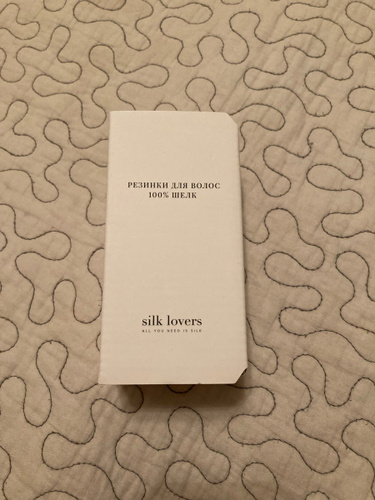 РЕЗИНКИ ДЛЯ ВОЛОС
100% ШЕЛК
silk lovers
ALL YOU NEED IS SILK